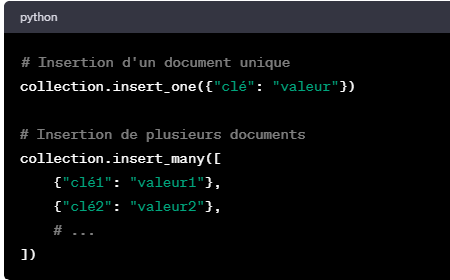 python
# Insertion d'un document unique
collection.insert_one({"clé": "valeur"})
# Insertion de plusieurs documents
collection.insert_many([
    {"clé1": "valeur1"},
    {"clé2": "valeur2"},
    # ...
])